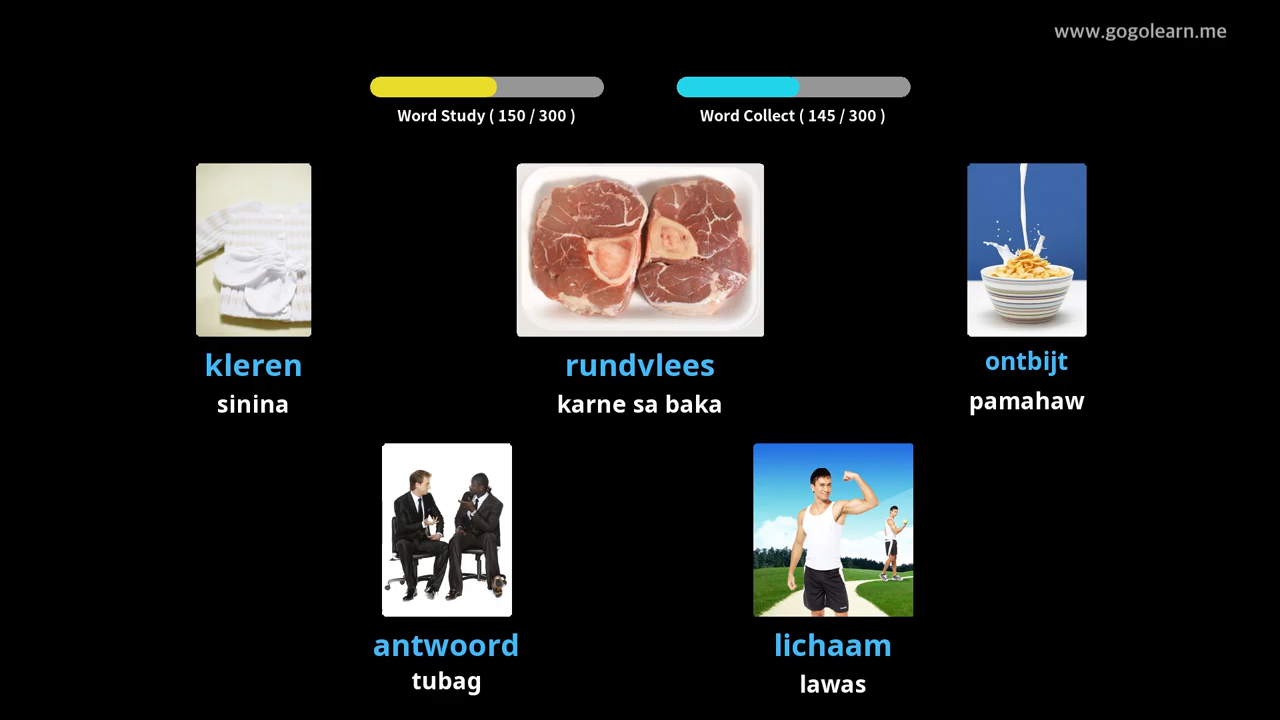 www.gogolearn.me
Word Study ( 150 / 300 )
Word Collect ( 145 / 300 )
kleren
sinina
rundvlees
karne sa baka
ontbijt
pamahaw
antwoord
tubag
lichaam
lawas